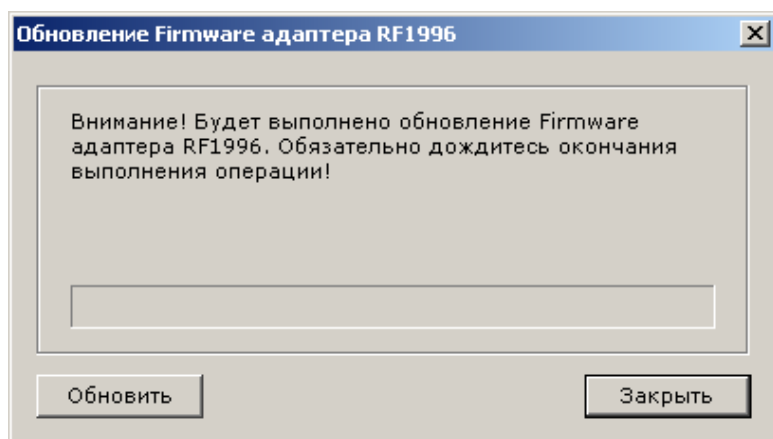 Обновление Firmware адаптера RF1996
Внимание! Будет выполнено обновление Firmware
адаптера RF1996. Обязательно дождитесь окончания
выполнения операции!
Обновить
Закрыть